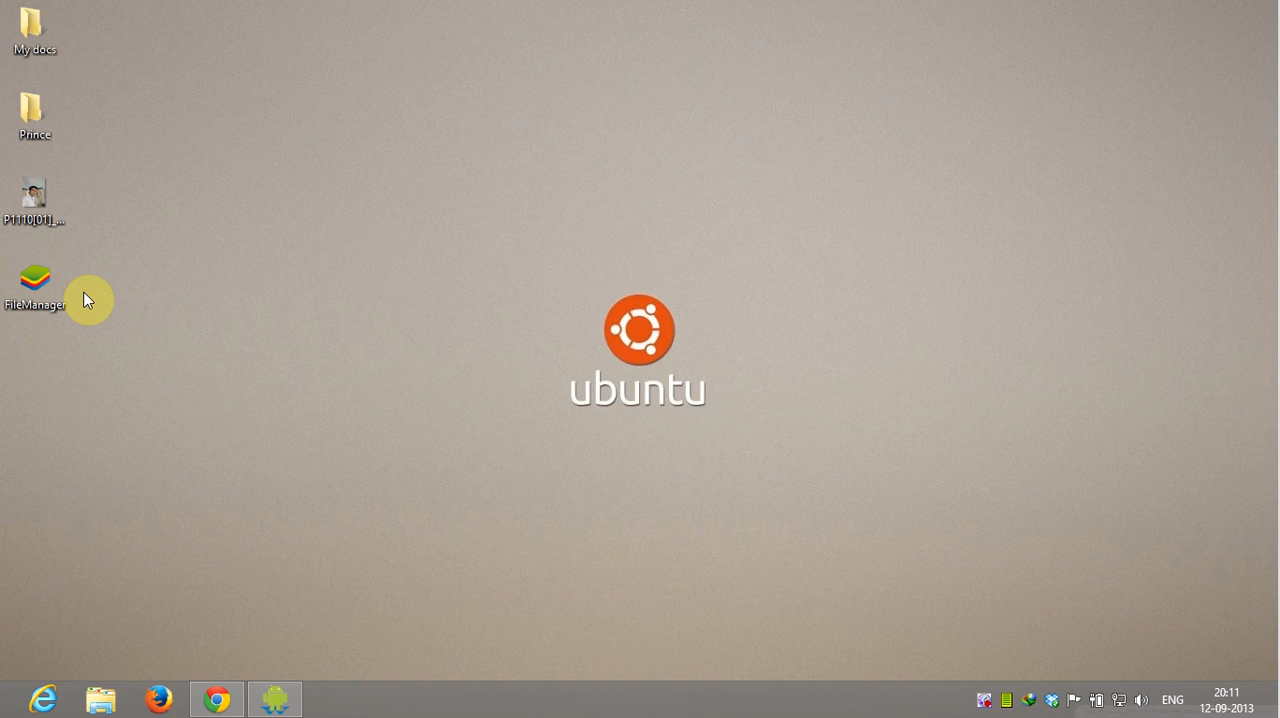 My docs
Prince
P1110[01]_...
FileManager
ubuntu
ENG
20:11
12-09-2013